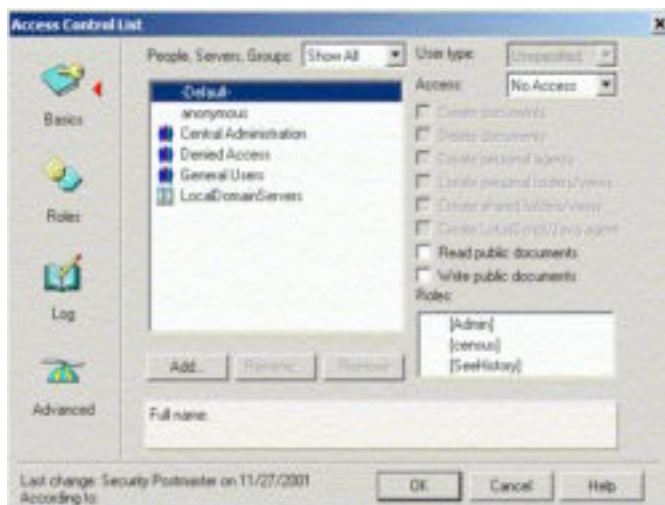 Access Control List
Basics
Roles
Log
Advanced
People, Servers, Groups: Show All
-Default-
anonymous
Central Administration
Denied Access
General Users
LocalDomainServers
Add... Rename... Remove
Full name:
User type: Unspecified
Access: No Access
Create documents
Delete documents
Create personal agents
Create personal folders/views
Create shared folders/views
Create LotusScript/Java agent
Read public documents
Write public documents
Roles:
[Admin]
[census]
[SeeHistory]
Last change: Security Postmaster on 11/27/2001
According to:
OK Cancel Help